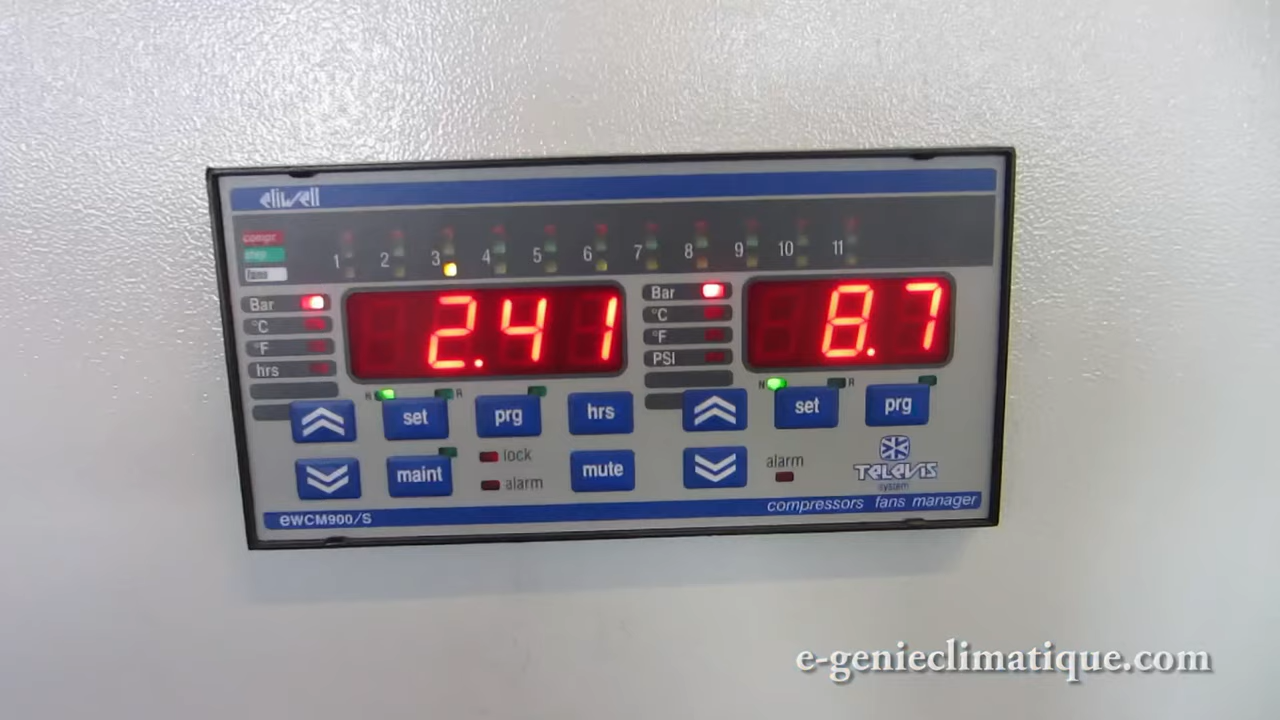 eliwell
compr
step
fans
1 2 3 4 5 6 7 8 9 10 11
Bar
°C
°F
hrs
2.41
Bar
°C
°F
PSI
8.7
N R
set prg hrs
N R
set prg
maint lock mute
alarm
alarm
TELEVIS
system
compressors fans manager
eWCM900/S
e-genieclimatique.com